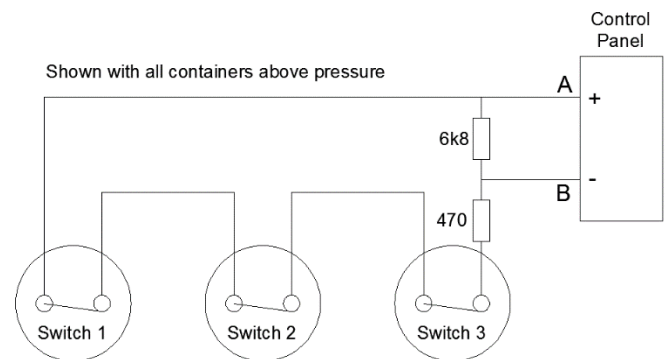 Control
Panel
Shown with all containers above pressure
A
+
6k8
B
-
470
Switch 1
Switch 2
Switch 3